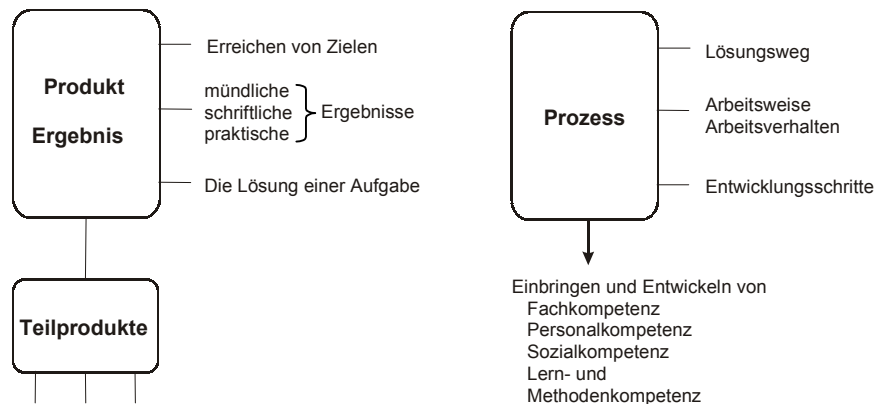 Produkt
Ergebnis
Erreichen von Zielen
mündliche
schriftliche
praktische
Ergebnisse
Die Lösung einer Aufgabe
Teilprodukte
Prozess
Lösungsweg
Arbeitsweise
Arbeitsverhalten
Entwicklungsschritte
Einbringen und Entwickeln von
Fachkompetenz
Personalkompetenz
Sozialkompetenz
Lern- und
Methodenkompetenz